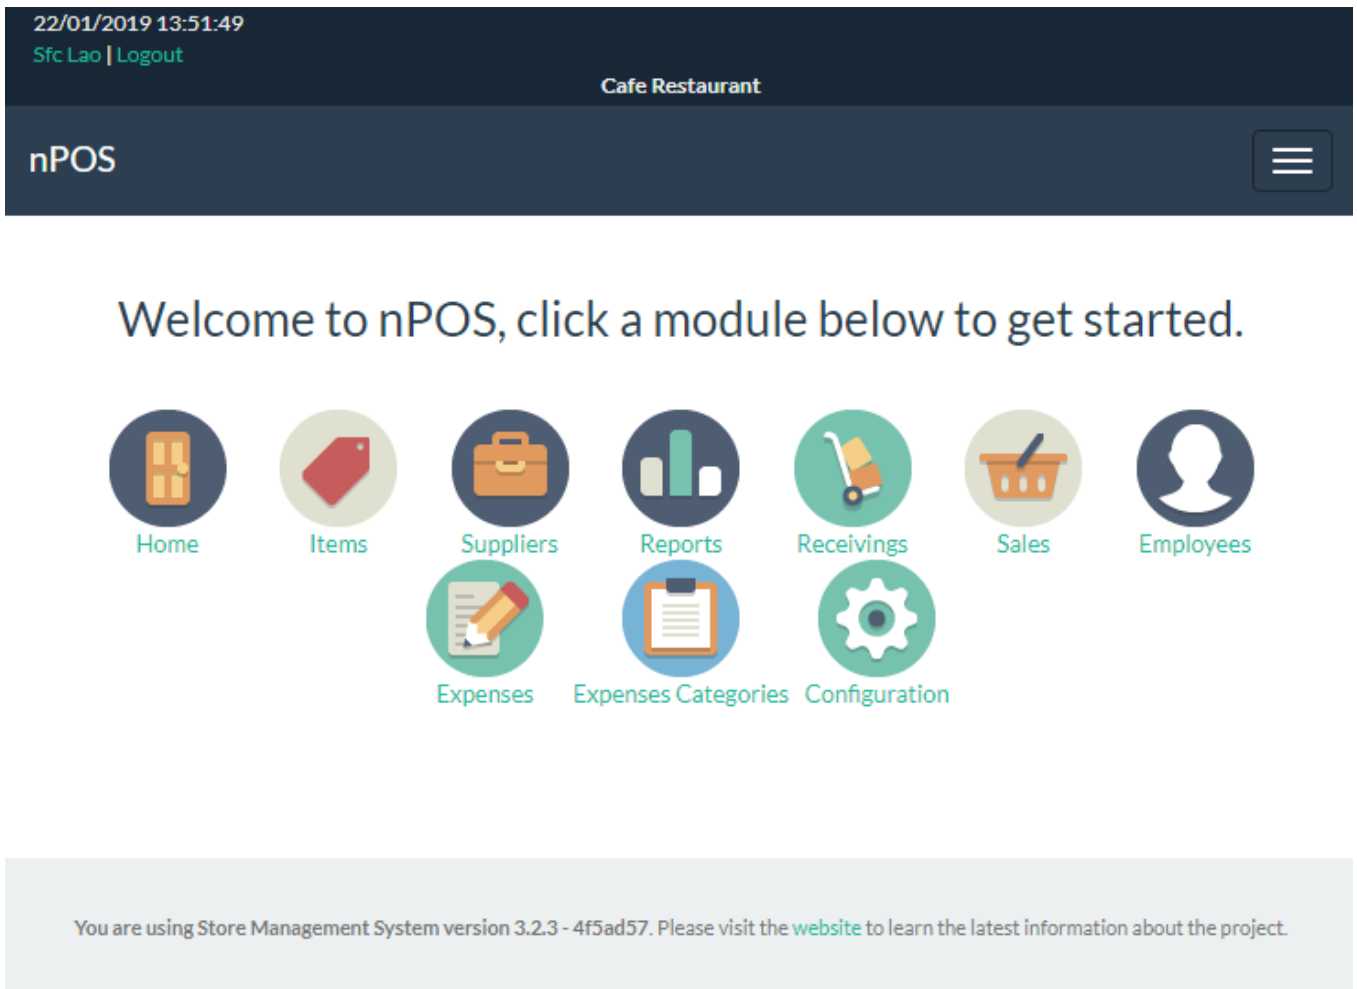 22/01/2019 13:51:49
Sfc Lao | Logout
Cafe Restaurant
nPOS
Welcome to nPOS, click a module below to get started.
Home Items Suppliers Reports Receivings Sales Employees
Expenses Expenses Categories Configuration
You are using Store Management System version 3.2.3 - 4f5ad57. Please visit the website to learn the latest information about the project.